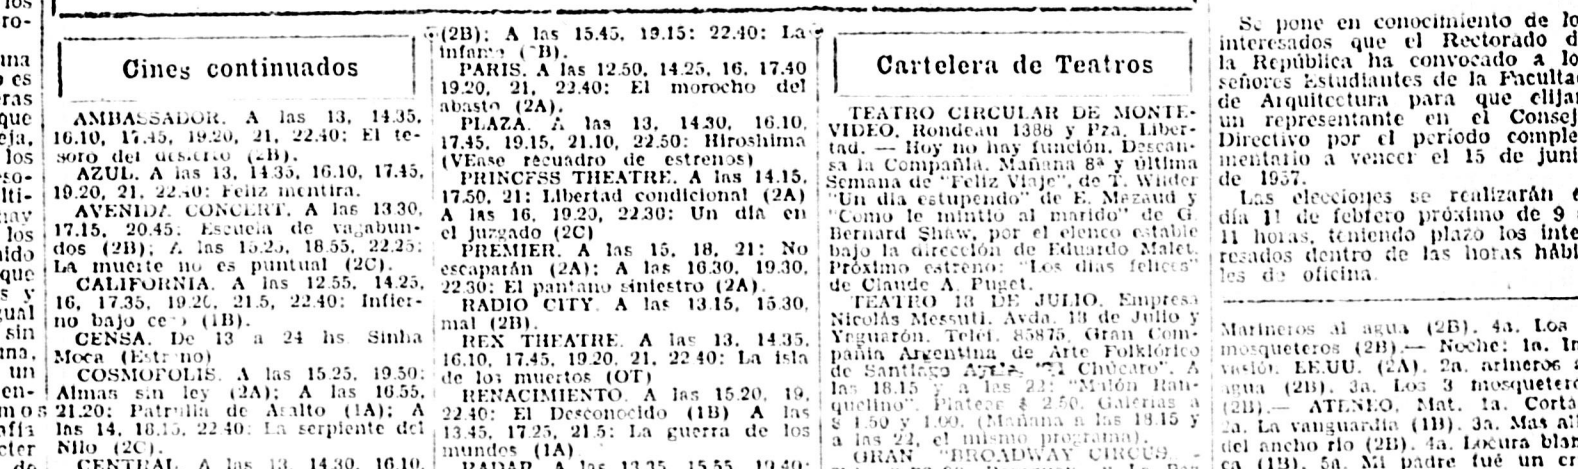 Cines continuados
AMBASSADOR. A las 13, 14.35,
16.10, 17.45, 19.20, 21, 22.40: El te-
soro del desierto (2B).
AZUL. A las 13, 14.35, 16.10, 17.45,
19.20, 21, 22.40: Feliz mentira.
AVENIDA CONCERT. A las 13.30,
17.15, 20.45: Escuela de vagabun-
dos (2B); A las 15.25, 18.55, 22.25:
La muerte no es puntual (2C).
CALIFORNIA. A las 12.55, 14.25,
16, 17.35, 19.20, 21.5, 22.40: Infier-
no bajo (1B).
CENSA. De 13 a 24 hs. Sinha
Moca (Estreno)
COSMOPOLIS. A las 15.25, 19.50:
Almas sin ley (2A); A las 16.55,
21.20: Patrulla de Asalto (1A); A
las 14, 18.15, 22.40: La serpiente del
Nilo (2C).
CENTRAL. A las 13, 14.30, 16.10,
(2B); A las 15.45, 19.15: 22.40: La
infame
PARIS. A las 12.50, 14.25, 16, 17.40
19.20, 21, 22.40: El morocho del
abasto (2A).
PLAZA. A las 13, 14.30, 16.10,
17.45, 19.15, 21.10, 22.50: Hiroshima
(VEase recuadro de estrenos)
PRINCESS THEATRE. A las 14.15,
17.50, 21: Libertad condicional (2A)
A las 16, 19.20, 22.30: Un día en
el juzgado (2C)
PREMIER. A las 15, 18, 21: No
escaparán (2A); A las 16.30, 19.30,
22.30: El pantano siniestro (2A).
RADIO CITY. A las 13.15, 15.30,
mal (2B).
REX THEATRE. A las 13, 14.35,
16.10, 17.45, 19.20, 21, 22.40: La isla
de los muertos (OT)
RENACIMIENTO. A las 15.20, 19,
22.40: El Desconocido (1B) A las
13.45, 17.25, 21.5: La guerra de los
mundos (1A)
RADAR. A las 13.35, 15.55, 19.40:
Cartelera de Teatros
TEATRO CIRCULAR DE MONTE-
VIDEO. Rondeau 1388 y Pza. Liber-
tad. — Hoy no hay función. Descan-
sa la Compañía. Mañana 8ª y última
Semana de "Feliz Viaje", de T. Wilder
"Un día estupendo" de E. Mezaud y
"Como le mintió al marido" de G.
Bernard Shaw, por el elenco estable
bajo la dirección de Eduardo Malet.
Próximo estreno: "Los días felices"
de Claude A. Puget.
TEATRO 18 DE JULIO. Empresa
Nicolás Messuti. Avda. 18 de Julio y
Yaguarón. Teléf. 85875. Gran Com-
pañía Argentina de Arte Folklórico
de Santiago Ayala "El Chúcaro". A
las 18.15 y a las 22: "Malón Ran-
quelino". Plateas $ 2.50. Galerías a
$ 1.50 y 1.00. (Mañana a las 18.15 y
a las 22, el mismo programa).
GRAN "BROADWAY CIRCUS. -
Se pone en conocimiento de lo
interesados que el Rectorado d
la República ha convocado a lo
señores Estudiantes de la Faculta
de Arquitectura para que elija
un representante en el Consej
Directivo por el período comple
mentario a vencer el 15 de juni
de 1957.
Las elecciones se realizarán e
día 11 de febrero próximo de 9
11 horas, teniendo plazo los inte
resados dentro de las horas hábi
les de oficina.
Marineros al agua (2B). 4a. Los
mosqueteros (2B).— Noche: 1a. In
vasión EE.UU. (2A). 2a. arineros a
agua (2B). 3a. Los 3 mosquetero
(2B).— ATENEO. Mat. 1a. Corta
2a. La vanguardia (1B). 3a. Mas all
del ancho río (2B). 4a. Locura blan
ca (1B). 5a. Mi padre fué un cr